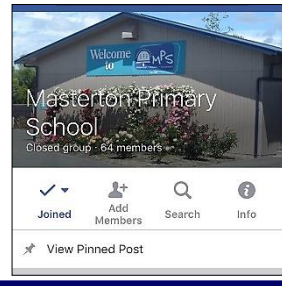 Welcome
to MPS
Masterton Primary
School
Closed group · 64 members
Joined
Add
Members
Search
Info
View Pinned Post